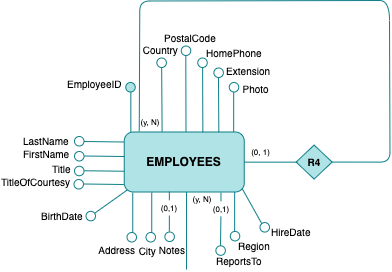 PostalCode
Country
HomePhone
Extension
EmployeeID
Photo
(y, N)
LastName
FirstName
Title
TitleOfCourtesy
EMPLOYEES
(0, 1)
R4
BirthDate
(0,1)
(y, N)
(0,1)
HireDate
Address
City
Notes
Region
ReportsTo